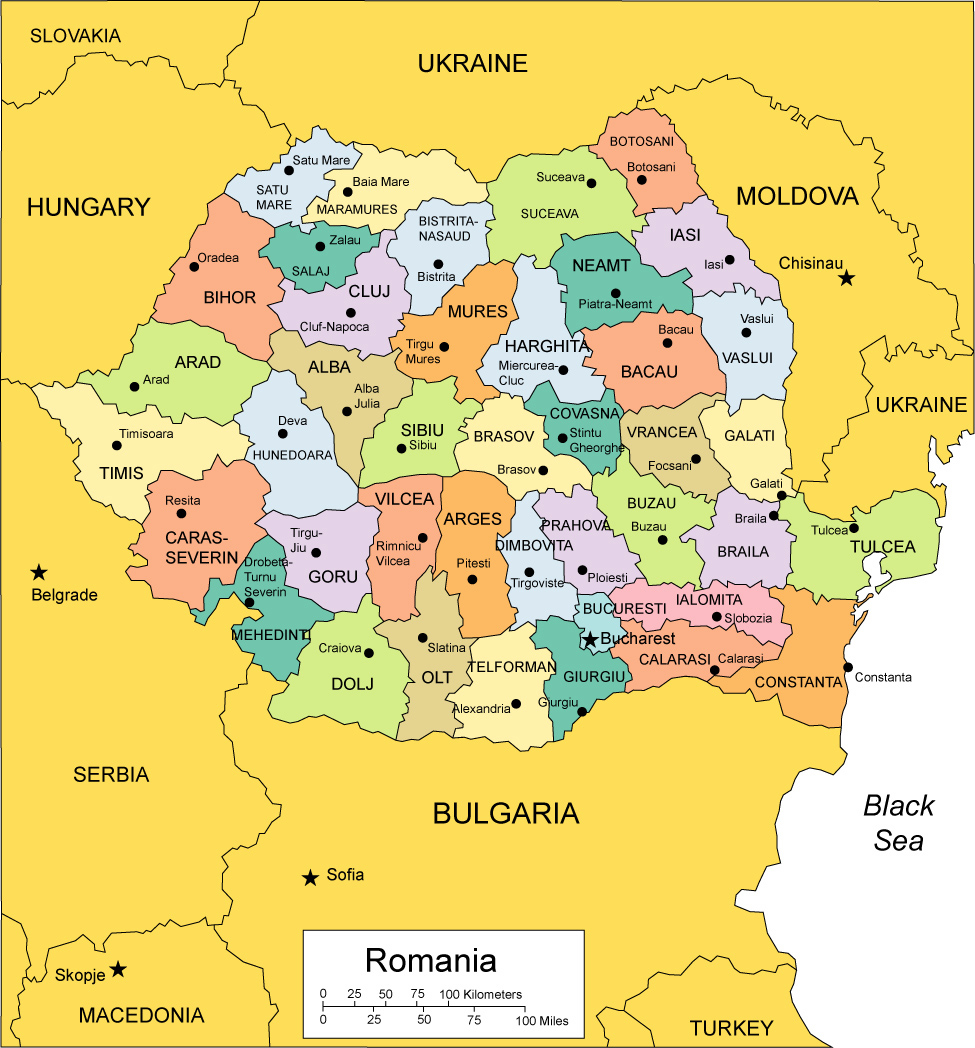 SLOVAKIA
UKRAINE
HUNGARY
MOLDOVA
Chisinau
UKRAINE
BOTOSANI
Botosani
Satu Mare
SATU
MARE
Baia Mare
MARAMURES
Suceava
SUCEAVA
BISTRITA-
NASAUD
Bistrita
IASI
Iasi
Zalau
SALAJ
Oradea
BIHOR
CLUJ
Cluf-Napoca
NEAMT
Piatra-Neamt
MURES
Tirgu
Mures
HARGHITA
Miercurea-
Cluc
Bacau
BACAU
Vaslui
VASLUI
ARAD
Arad
ALBA
Alba
Julia
Deva
HUNEDOARA
SIBIU
Sibiu
BRASOV
Brasov
COVASNA
Stintu
Gheorghe
VRANCEA
Focsani
GALATI
Galati
Timisoara
TIMIS
Resita
CARAS-
SEVERIN
Tirgu-
Jiu
GORU
VILCEA
Rimnicu
Vilcea
ARGES
Pitesti
DIMBOVITA
Tirgoviste
PRAHOVA
Ploiesti
BUZAU
Buzau
Braila
BRAILA
Tulcea
TULCEA
Drobeta-
Turnu
Severin
MEHEDINTI
Belgrade
Craiova
DOLJ
Slatina
OLT
TELFORMAN
Alexandria
BUCURESTI
Bucharest
GIURGIU
Giurgiu
IALOMITA
Slobozia
CALARASI
Calarasi
CONSTANTA
Constanta
SERBIA
BULGARIA
Sofia
Black
Sea
Skopje
MACEDONIA
TURKEY
Romania
0 25 50 75 100 Kilometers
0 25 50 75 100 Miles